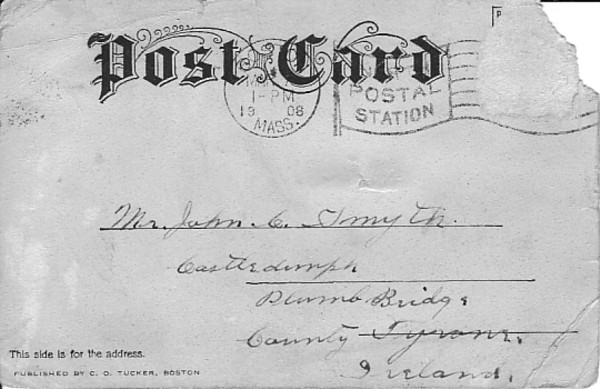 P
Post Card
1-PM
19 08
MASS.
POSTAL
STATION
Mr. John C. Smyth.
Castledamph
Plumb Bridge
County Tyrone,
Ireland.
This side is for the address.
PUBLISHED BY C. O. TUCKER, BOSTON